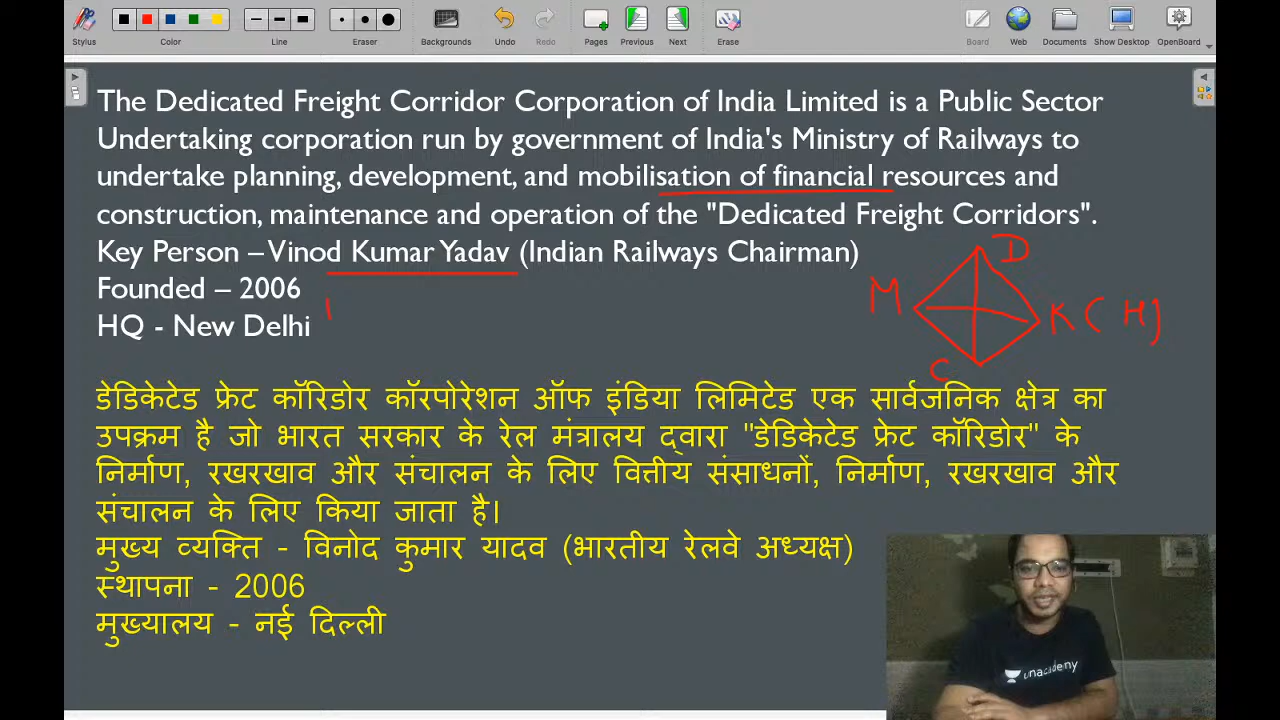 Stylus
Color
Line
Eraser
Backgrounds
Undo
Redo
Pages
Previous
Next
Erase
Board
Web
Documents
Show Desktop
OpenBoard
The Dedicated Freight Corridor Corporation of India Limited is a Public Sector
Undertaking corporation run by government of India's Ministry of Railways to
undertake planning, development, and mobilisation of financial resources and
construction, maintenance and operation of the "Dedicated Freight Corridors".
Key Person – Vinod Kumar Yadav (Indian Railways Chairman)
Founded – 2006
HQ - New Delhi
D
M
K (H)
C
डेडिकेटेड फ्रेट कॉरिडोर कॉरपोरेशन ऑफ इंडिया लिमिटेड एक सार्वजनिक क्षेत्र का
उपक्रम है जो भारत सरकार के रेल मंत्रालय द्वारा "डेडिकेटेड फ्रेट कॉरिडोर" के
निर्माण, रखरखाव और संचालन के लिए वित्तीय संसाधनों, निर्माण, रखरखाव और
संचालन के लिए किया जाता है।
मुख्य व्यक्ति - विनोद कुमार यादव (भारतीय रेलवे अध्यक्ष)
स्थापना - 2006
मुख्यालय - नई दिल्ली
unacademy